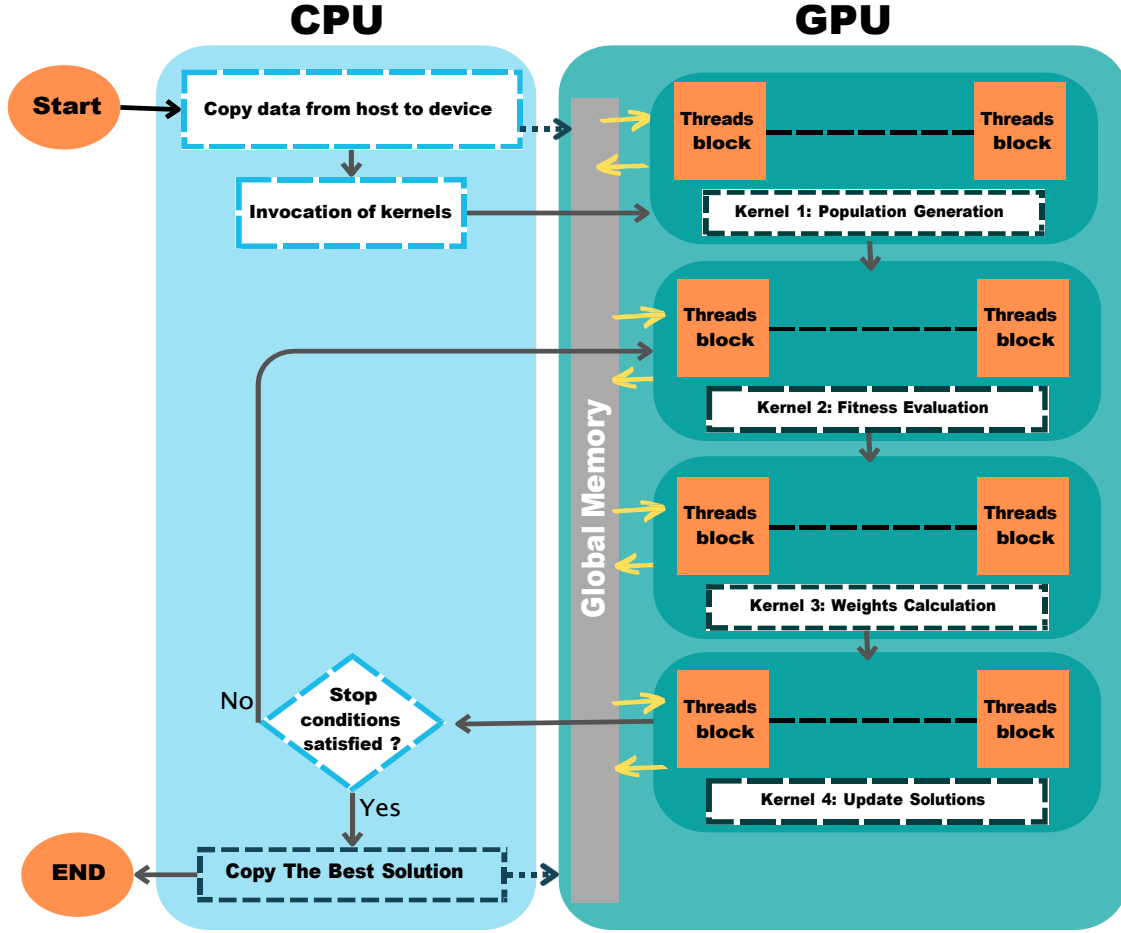 CPU
GPU
Start
Copy data from host to device
Invocation of kernels
Threads
block
Threads
block
Kernel 1: Population Generation
Threads
block
Threads
block
Kernel 2: Fitness Evaluation
Global Memory
Threads
block
Threads
block
Kernel 3: Weights Calculation
Threads
block
Threads
block
Kernel 4: Update Solutions
No
Stop
conditions
satisfied ?
Yes
Copy The Best Solution
END